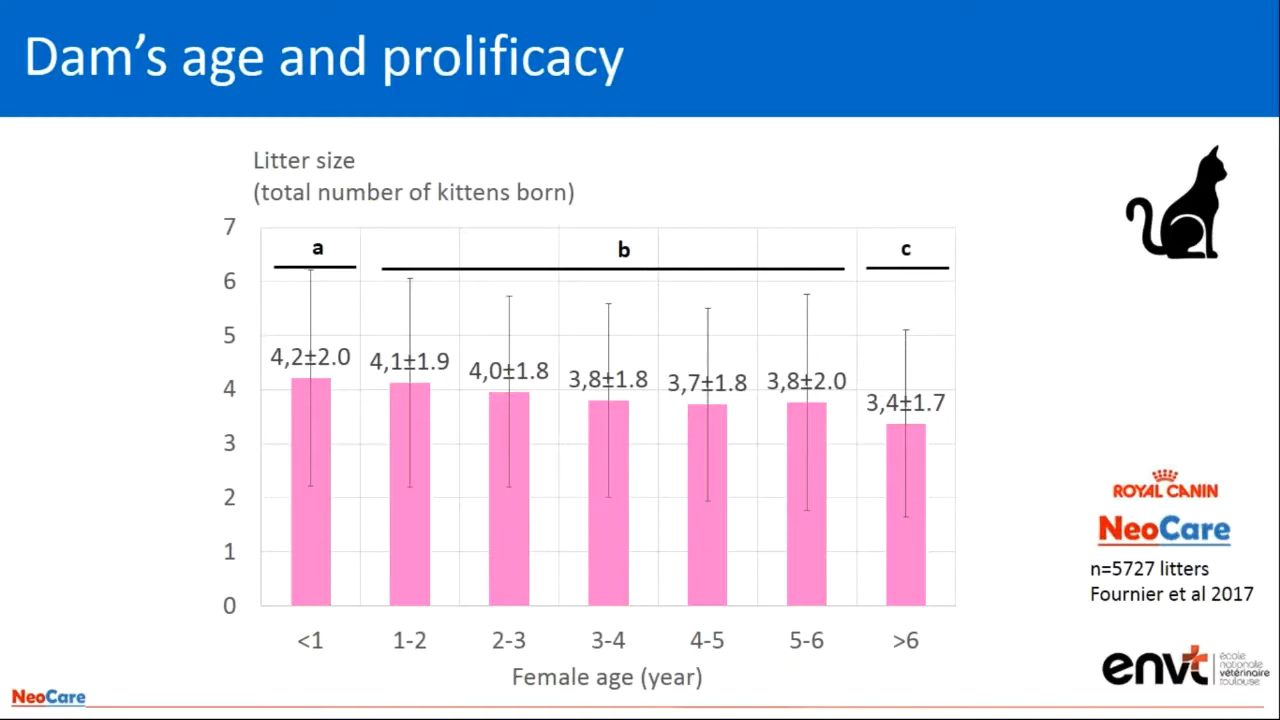 Dam's age and prolificacy
Litter size
(total number of kittens born)
7
6
5
4
3
2
1
0
a
b
c
4,2±2.0
4,1±1.9
4,0±1.8
3,8±1.8
3,7±1.8
3,8±2.0
3,4±1.7
<1
1-2
2-3
3-4
4-5
5-6
>6
Female age (year)
ROYAL CANIN
NeoCare
n=5727 litters
Fournier et al 2017
envt
école
nationale
vétérinaire
toulouse
NeoCare